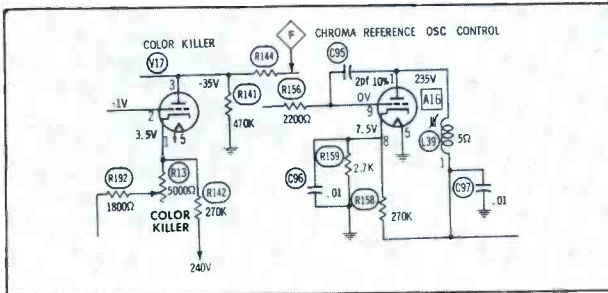 COLOR KILLER
F
CHROMA REFERENCE OSC CONTROL
V17
R144
C95
3
-35V
2pf 10%
1
235V
R141
R156
A16
-1V
2
0V
9
470K
2200Ω
L39
5Ω
3.5V
1
5
7.5V
8
5
R159
1
R13
2.7K
C96
C97
R192
5000Ω
R142
.01
R158
.01
1800Ω
COLOR
KILLER
270K
270K
240V